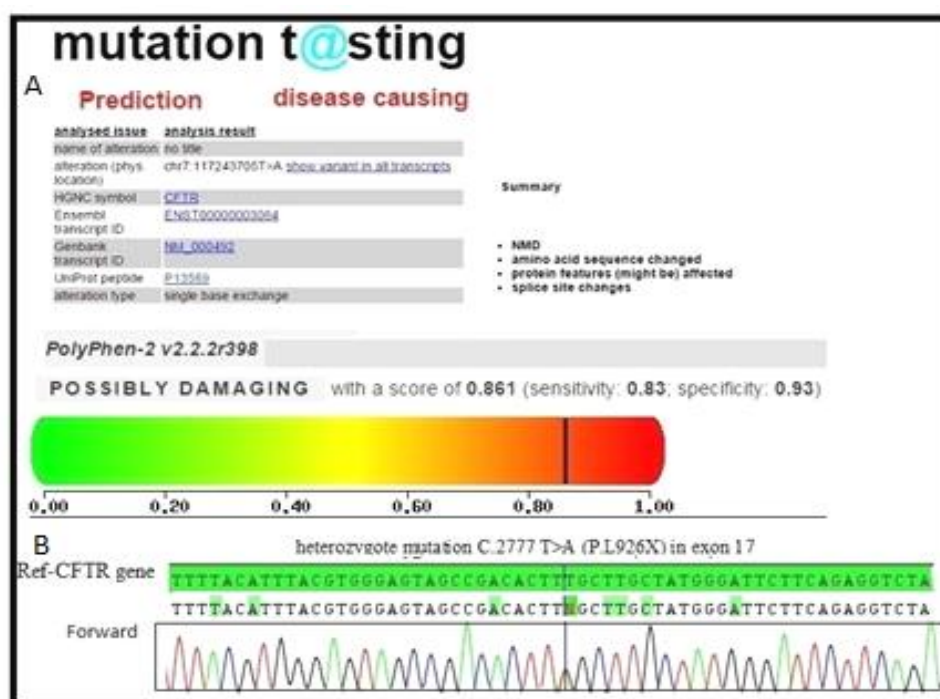 mutation t@sting
A
Prediction disease causing
analysed issue analysis result
name of alteration no title
alteration (phys. location) chr7:117243705T>A show variant in all transcripts
HGNC symbol CFTR
Ensembl transcript ID ENST00000003084
Genbank transcript ID NM_000492
UniProt peptide P13569
alteration type single base exchange
Summary
• NMD
• amino acid sequence changed
• protein features (might be) affected
• splice site changes
PolyPhen-2 v2.2.2r398
POSSIBLY DAMAGING with a score of 0.861 (sensitivity: 0.83; specificity: 0.93)
0.00 0.20 0.40 0.60 0.80 1.00
B
heterozygote mutation C.2777 T>A (P.L926X) in exon 17
Ref-CFTR gene TTTTACATTTACGTGGGAGTAGCCGACACTTTGCTTGCTATGGGATTCTTCAGAGGTCTA
TTTTACATTTACGTGGGAGTAGCCGACACTTNGCTTGCTATGGGATTCTTCAGAGGTCTA
Forward